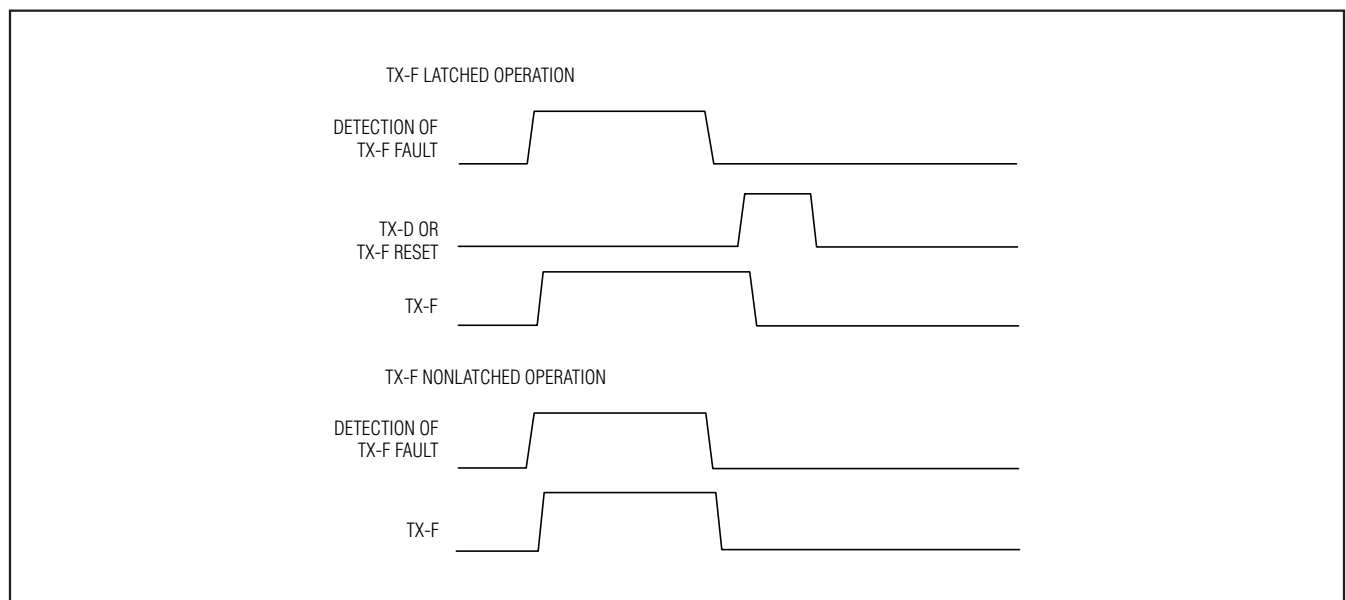 TX-F LATCHED OPERATION
DETECTION OF
TX-F FAULT
TX-D OR
TX-F RESET
TX-F
TX-F NONLATCHED OPERATION
DETECTION OF
TX-F FAULT
TX-F